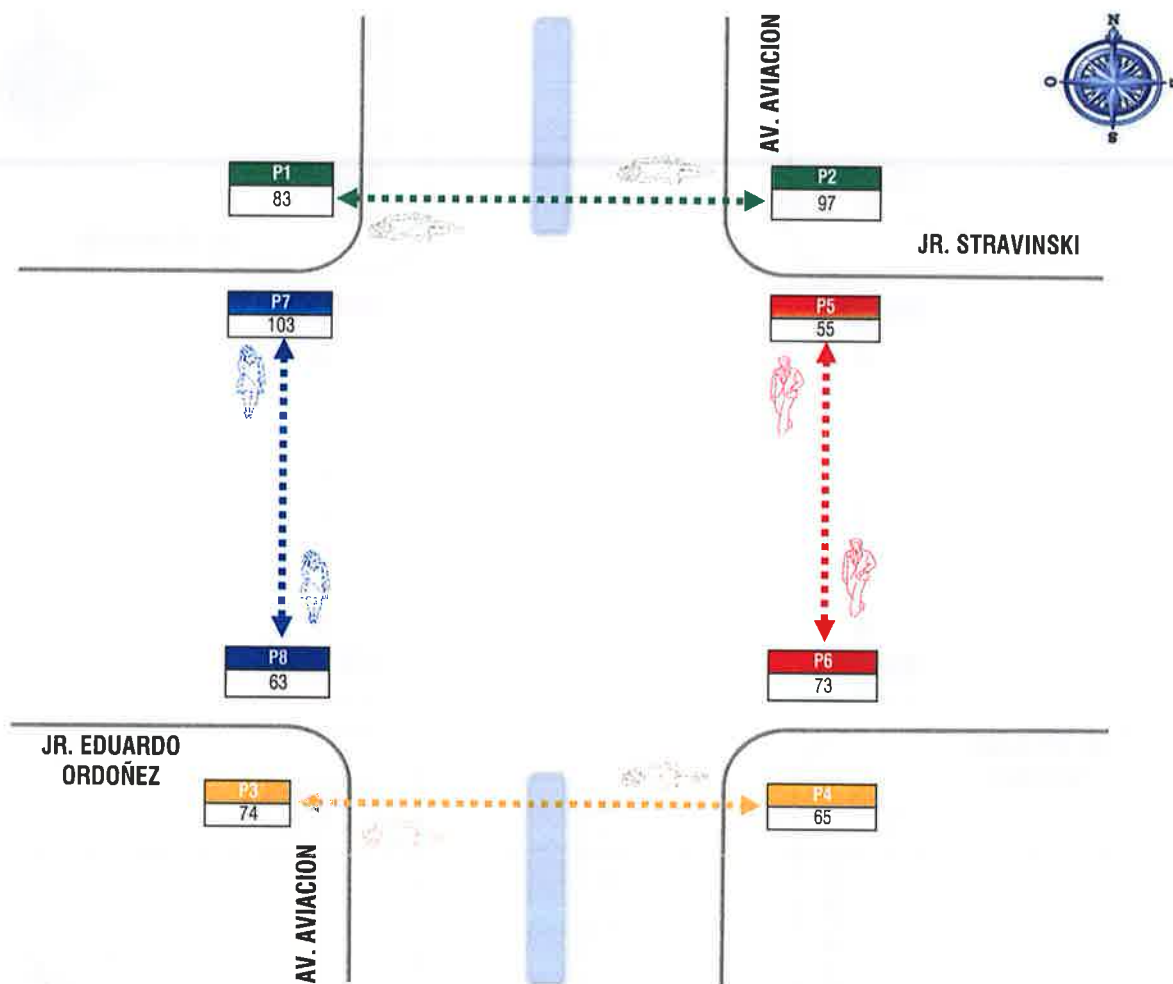 N
O
S
AV. AVIACION
P1
83
P2
97
JR. STRAVINSKI
P7
103
P5
55
P8
63
P6
73
JR. EDUARDO
ORDOÑEZ
P3
74
P4
65
AV. AVIACION